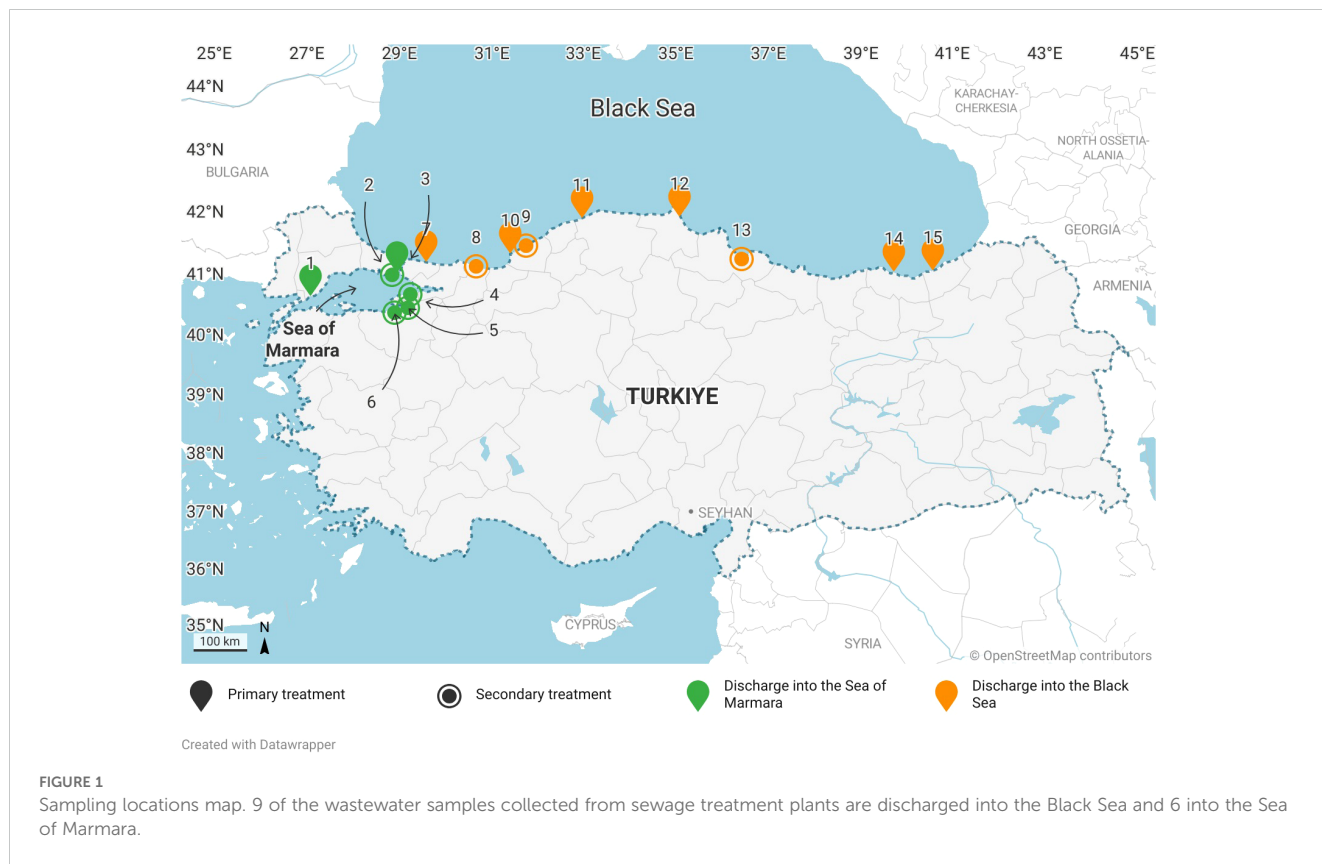 25°E 27°E 29°E 31°E 33°E 35°E 37°E 39°E 41°E 43°E 45°E
44°N
KARACHAY-
CHERKESIA
Black Sea
43°N
NORTH OSSETIA-
ALANIA
BULGARIA
2 3 11 12
42°N
7 10 9 8 13 14 15
GEORGIA
1
41°N
ARMENIA
4
5
Sea of
Marmara
40°N
6
TURKIYE
39°N
38°N
37°N
SEYHAN
36°N
35°N
CYPRUS
SYRIA
100 km
N
© OpenStreetMap contributors
Primary treatment
Secondary treatment
Discharge into the Sea of
Marmara
Discharge into the Black
Sea
Created with Datawrapper
FIGURE 1
Sampling locations map. 9 of the wastewater samples collected from sewage treatment plants are discharged into the Black Sea and 6 into the Sea
of Marmara.